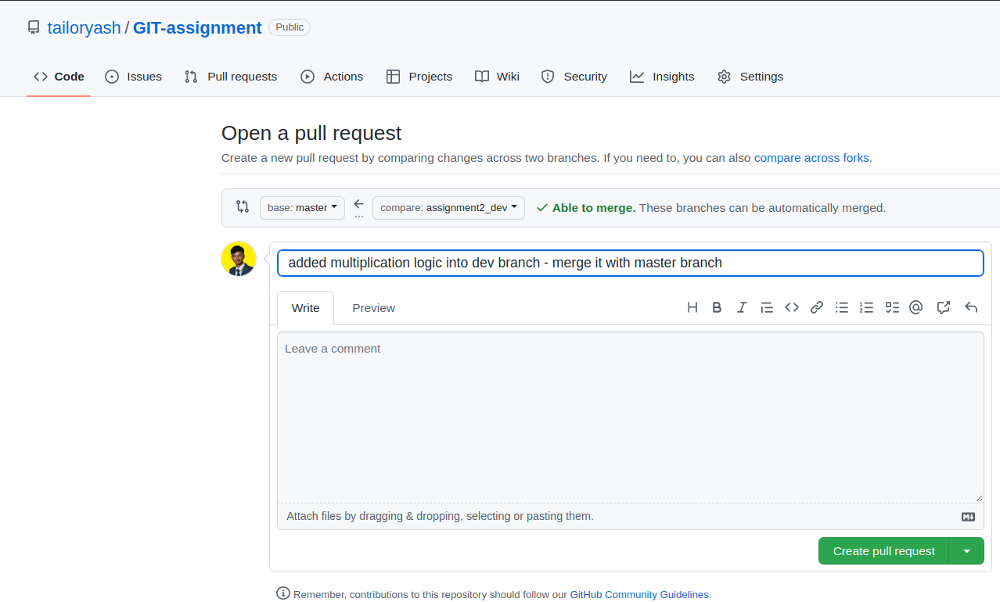 tailoryash / GIT-assignment Public
Code Issues Pull requests Actions Projects Wiki Security Insights Settings
Open a pull request
Create a new pull request by comparing changes across two branches. If you need to, you can also compare across forks.
base: master ... compare: assignment2_dev Able to merge. These branches can be automatically merged.
added multiplication logic into dev branch - merge it with master branch
Write Preview
Leave a comment
Attach files by dragging & dropping, selecting or pasting them.
Create pull request
Remember, contributions to this repository should follow our GitHub Community Guidelines.